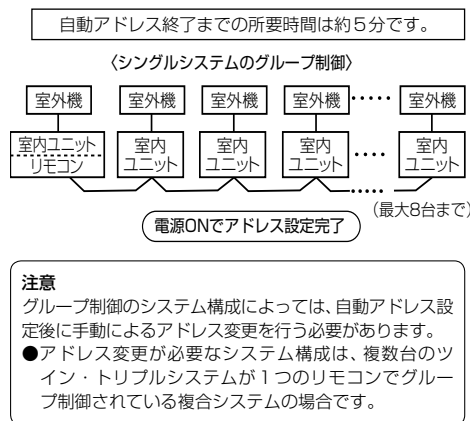 自動アドレス終了までの所要時間は約5分です。
〈シングルシステムのグループ制御〉
室外機 室外機 室外機 室外機 室外機
室内ユニット 室内 室内 室内 室内
リモコン ユニット ユニット ユニット ユニット
(最大8台まで)
電源ONでアドレス設定完了
注意
グループ制御のシステム構成によっては、自動アドレス設
定後に手動によるアドレス変更を行う必要があります。
●アドレス変更が必要なシステム構成は、複数台のツ
イン・トリプルシステムが1つのリモコンでグルー
プ制御されている複合システムの場合です。